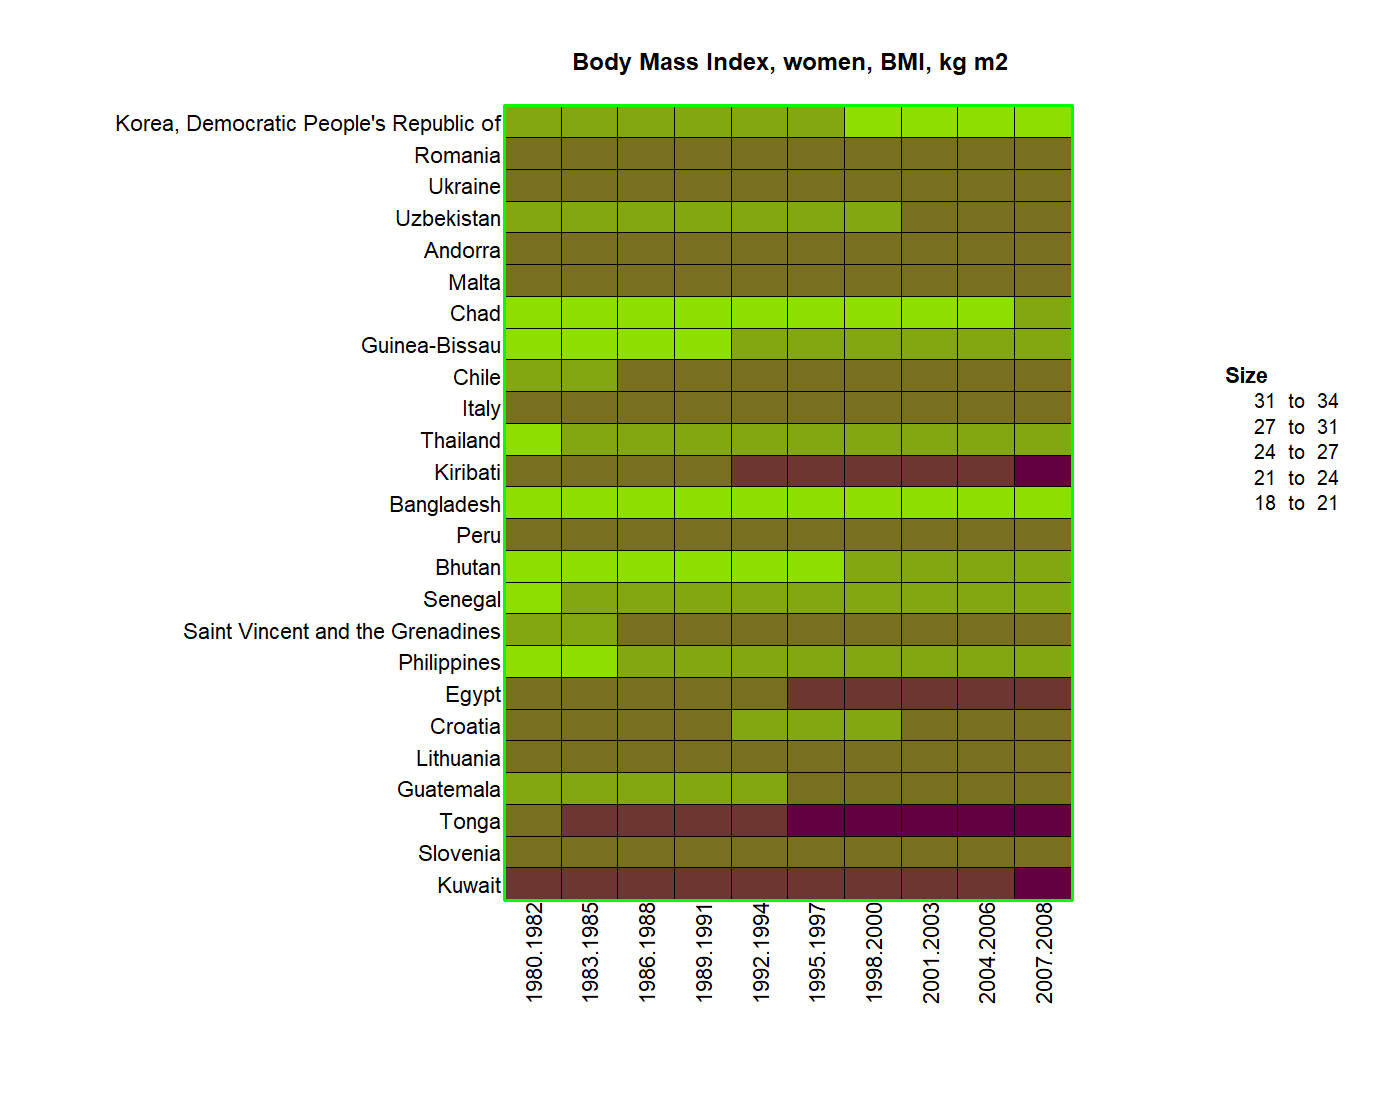 Body Mass Index, women, BMI, kg m2
Korea, Democratic People's Republic of
Romania
Ukraine
Uzbekistan
Andorra
Malta
Chad
Guinea-Bissau
Chile
Italy
Thailand
Kiribati
Bangladesh
Peru
Bhutan
Senegal
Saint Vincent and the Grenadines
Philippines
Egypt
Croatia
Lithuania
Guatemala
Tonga
Slovenia
Kuwait
1980.1982
1983.1985
1986.1988
1989.1991
1992.1994
1995.1997
1998.2000
2001.2003
2004.2006
2007.2008
Size
31 to 34
27 to 31
24 to 27
21 to 24
18 to 21